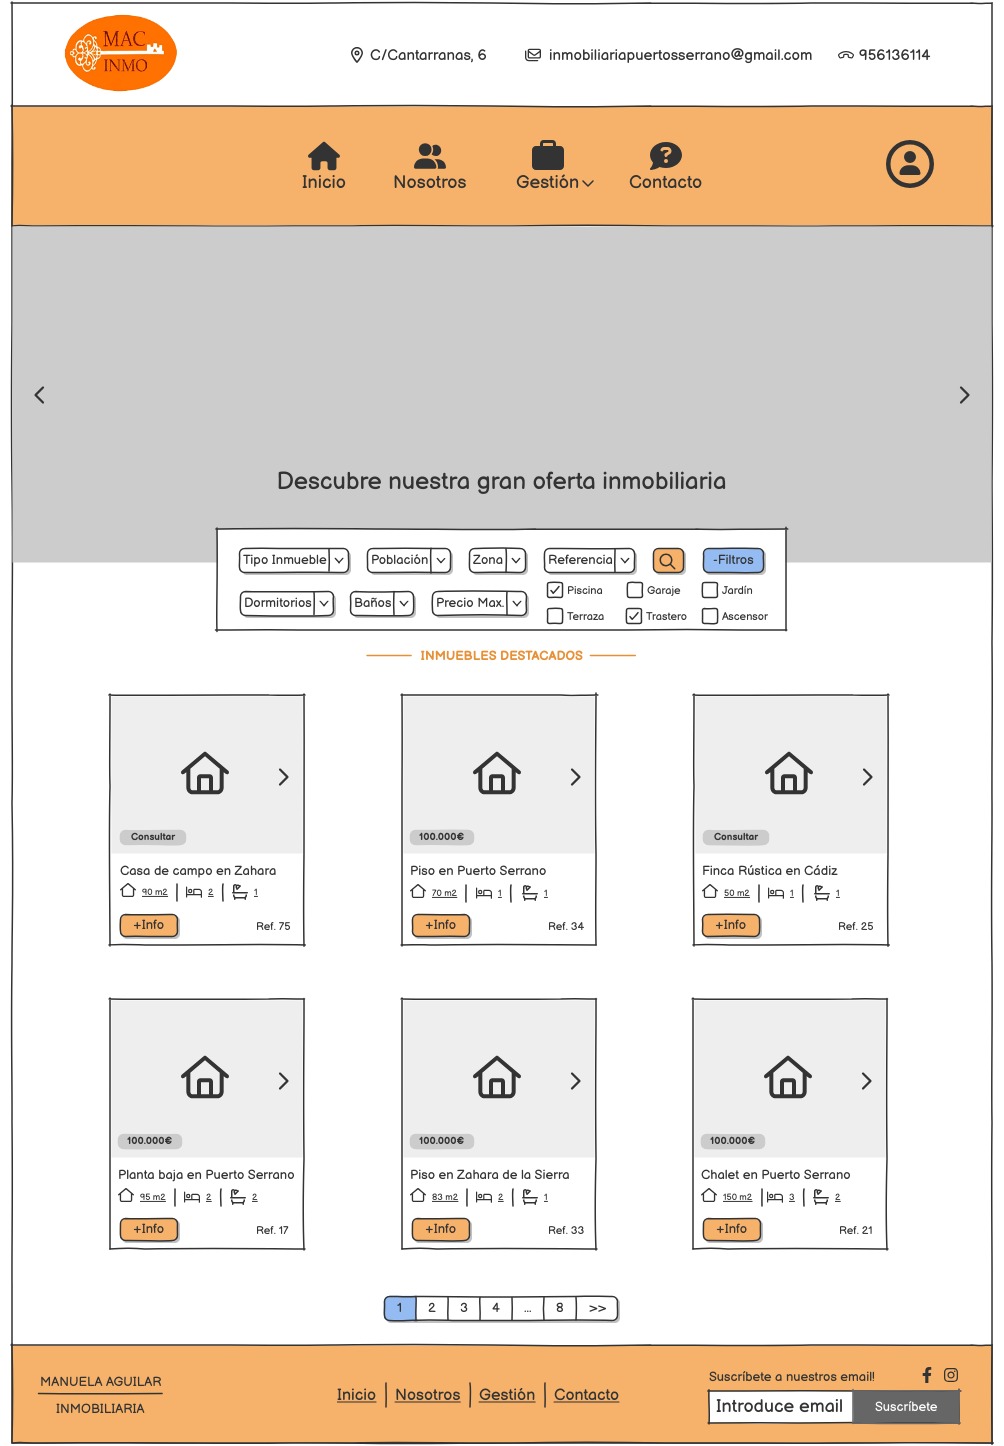 MAC
INMO
C/Cantarranas, 6 inmobiliariapuertosserrano@gmail.com 956136114
Inicio Nosotros Gestión Contacto
Descubre nuestra gran oferta inmobiliaria
Tipo Inmueble Población Zona Referencia -Filtros
Piscina Garaje Jardín
Dormitorios Baños Precio Max.
Terraza Trastero Ascensor
INMUEBLES DESTACADOS
Consultar 100.000€ Consultar
Casa de campo en Zahara Piso en Puerto Serrano Finca Rústica en Cádiz
90 m2 2 1 70 m2 1 1 50 m2 1 1
+Info Ref. 75 +Info Ref. 34 +Info Ref. 25
100.000€ 100.000€ 100.000€
Planta baja en Puerto Serrano Piso en Zahara de la Sierra Chalet en Puerto Serrano
95 m2 2 2 83 m2 2 1 150 m2 3 2
+Info Ref. 17 +Info Ref. 33 +Info Ref. 21
1 2 3 4 ... 8 >>
MANUELA AGUILAR
INMOBILIARIA
Inicio Nosotros Gestión Contacto
Suscríbete a nuestros email!
Introduce email Suscríbete